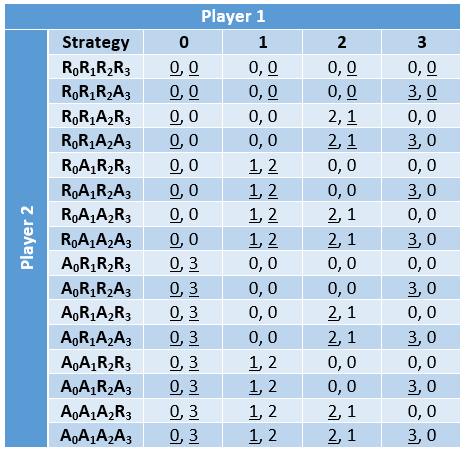 Player 1
Player 2
Strategy 0 1 2 3
R₀R₁R₂R₃ 0, 0 0, 0 0, 0 0, 0
R₀R₁R₂A₃ 0, 0 0, 0 0, 0 3, 0
R₀R₁A₂R₃ 0, 0 0, 0 2, 1 0, 0
R₀R₁A₂A₃ 0, 0 0, 0 2, 1 3, 0
R₀A₁R₂R₃ 0, 0 1, 2 0, 0 0, 0
R₀A₁R₂A₃ 0, 0 1, 2 0, 0 3, 0
R₀A₁A₂R₃ 0, 0 1, 2 2, 1 0, 0
R₀A₁A₂A₃ 0, 0 1, 2 2, 1 3, 0
A₀R₁R₂R₃ 0, 3 0, 0 0, 0 0, 0
A₀R₁R₂A₃ 0, 3 0, 0 0, 0 3, 0
A₀R₁A₂R₃ 0, 3 0, 0 2, 1 0, 0
A₀R₁A₂A₃ 0, 3 0, 0 2, 1 3, 0
A₀A₁R₂R₃ 0, 3 1, 2 0, 0 0, 0
A₀A₁R₂A₃ 0, 3 1, 2 0, 0 3, 0
A₀A₁A₂R₃ 0, 3 1, 2 2, 1 0, 0
A₀A₁A₂A₃ 0, 3 1, 2 2, 1 3, 0